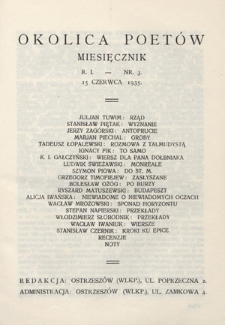 OKOLICA POETÓW
MIESIĘCZNIK
R. I. — NR. 3.
15 CZERWCA 1935.
JULJAN TUWIM: RZĄD
STANISŁAW PIĘTAK: WYZNANIE
JERZY ZAGÓRSKI: ANTOPRUCIE
MARJAN PIECHAL: GROBY
TADEUSZ ŁOPALEWSKI: ROZMOWA Z TALMUDYSTĄ
IGNACY FIK: TO SAMO
K. I. GAŁCZYŃSKI: WIERSZ DLA PANA DOLBNIAKA
LUDWIK ŚWIEŻAWSKI: MONREALE
SZYMON PIOWA: DO ST. M.
GRZEGORZ TIMOFIEJEW: ZASŁYSZANE
BOLESŁAW OŻÓG: PO BURZY
RYSZARD MATUSZEWSKI: BUDAPESZT
ALICJA IWAŃSKA: NIEWIADOMO O NIEWIADOMYCH OCZACH
WACŁAW MROZOWSKI: SPONAD HORYZONTU
STEFAN NAPIERSKI: PRZEKŁADY
WŁODZIMIERZ SŁOBODNIK: PRZEKŁADY
WACŁAW IWANIUK: WIERSZE
STANISŁAW CZERNIK: KROKI KU EPICE
RECENZJE
NOTY
REDAKCJA: OSTRZESZÓW (WLKP.), UL. POPRZECZNA 2.
ADMINISTRACJA: OSTRZESZÓW (WLKP.), UL. ZAMKOWA 4.